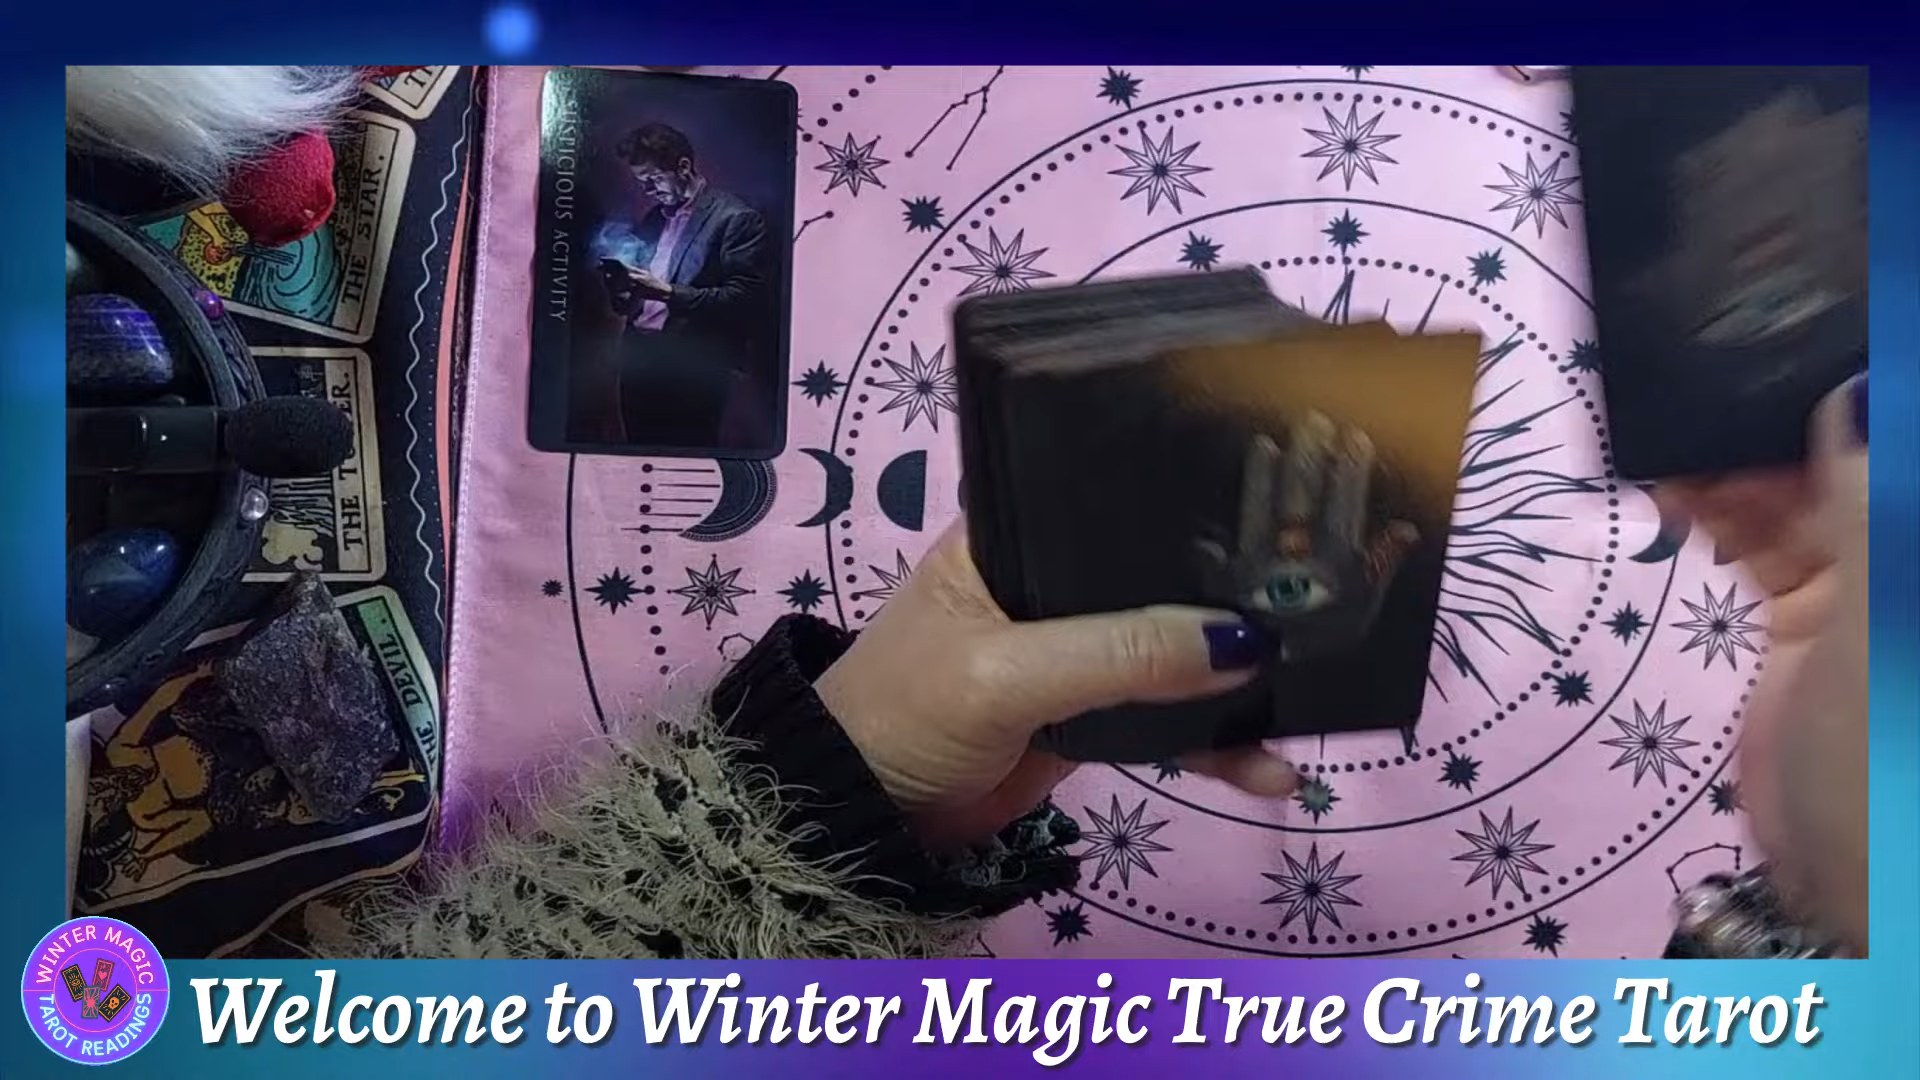 SUSPICIOUS ACTIVITY
THE STAR.
THE TOWER.
THE DEVIL.
WINTER MAGIC
TAROT READINGS
Welcome to Winter Magic True Crime Tarot